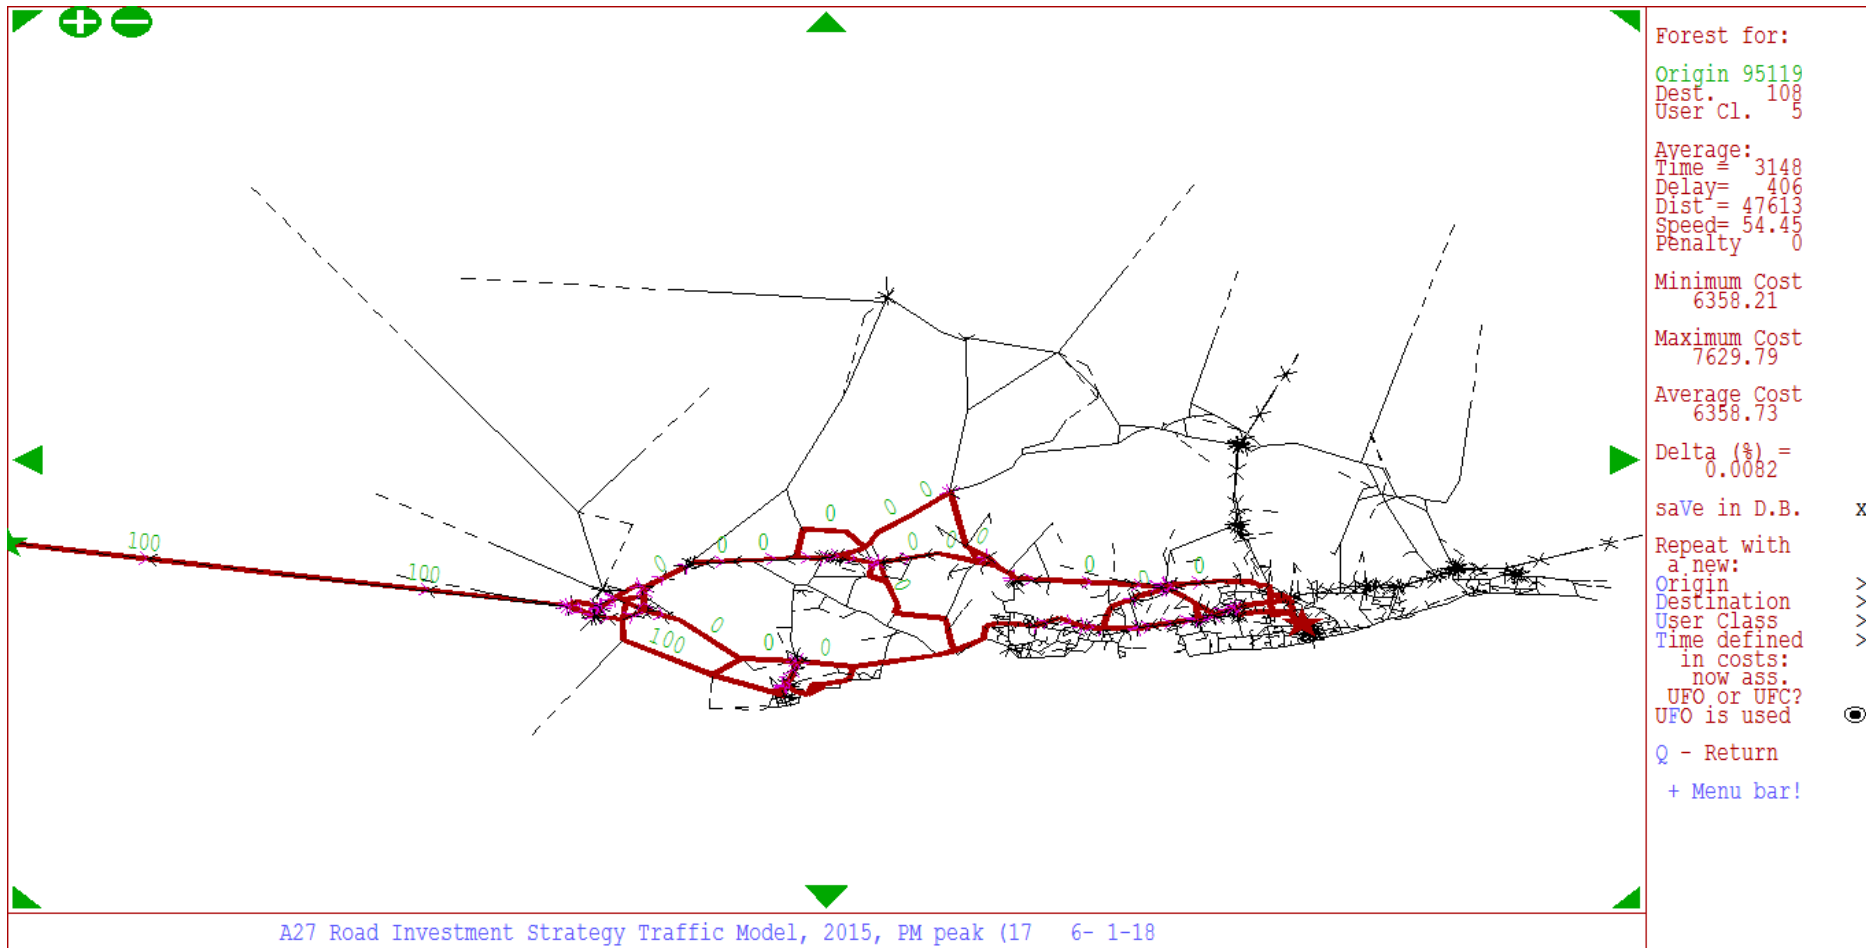 Forest for:
Origin 95119
Dest. 108
User Cl. 5
Average:
Time = 3148
Delay= 406
Dist = 47613
Speed= 54.45
Penalty 0
Minimum Cost
6358.21
Maximum Cost
7629.79
Average Cost
6358.73
Delta (%) =
0.0082
saVe in D.B. x
Repeat with
a new:
Origin >
Destination >
User Class >
Time defined >
in costs:
now ass.
UFO or UFC?
UFO is used
Q - Return
+ Menu bar!
0
0
0
100
0
0
0
0
0
0
0
0
0
100
0
0
100
0
0
0
A27 Road Investment Strategy Traffic Model, 2015, PM peak (17 6- 1-18